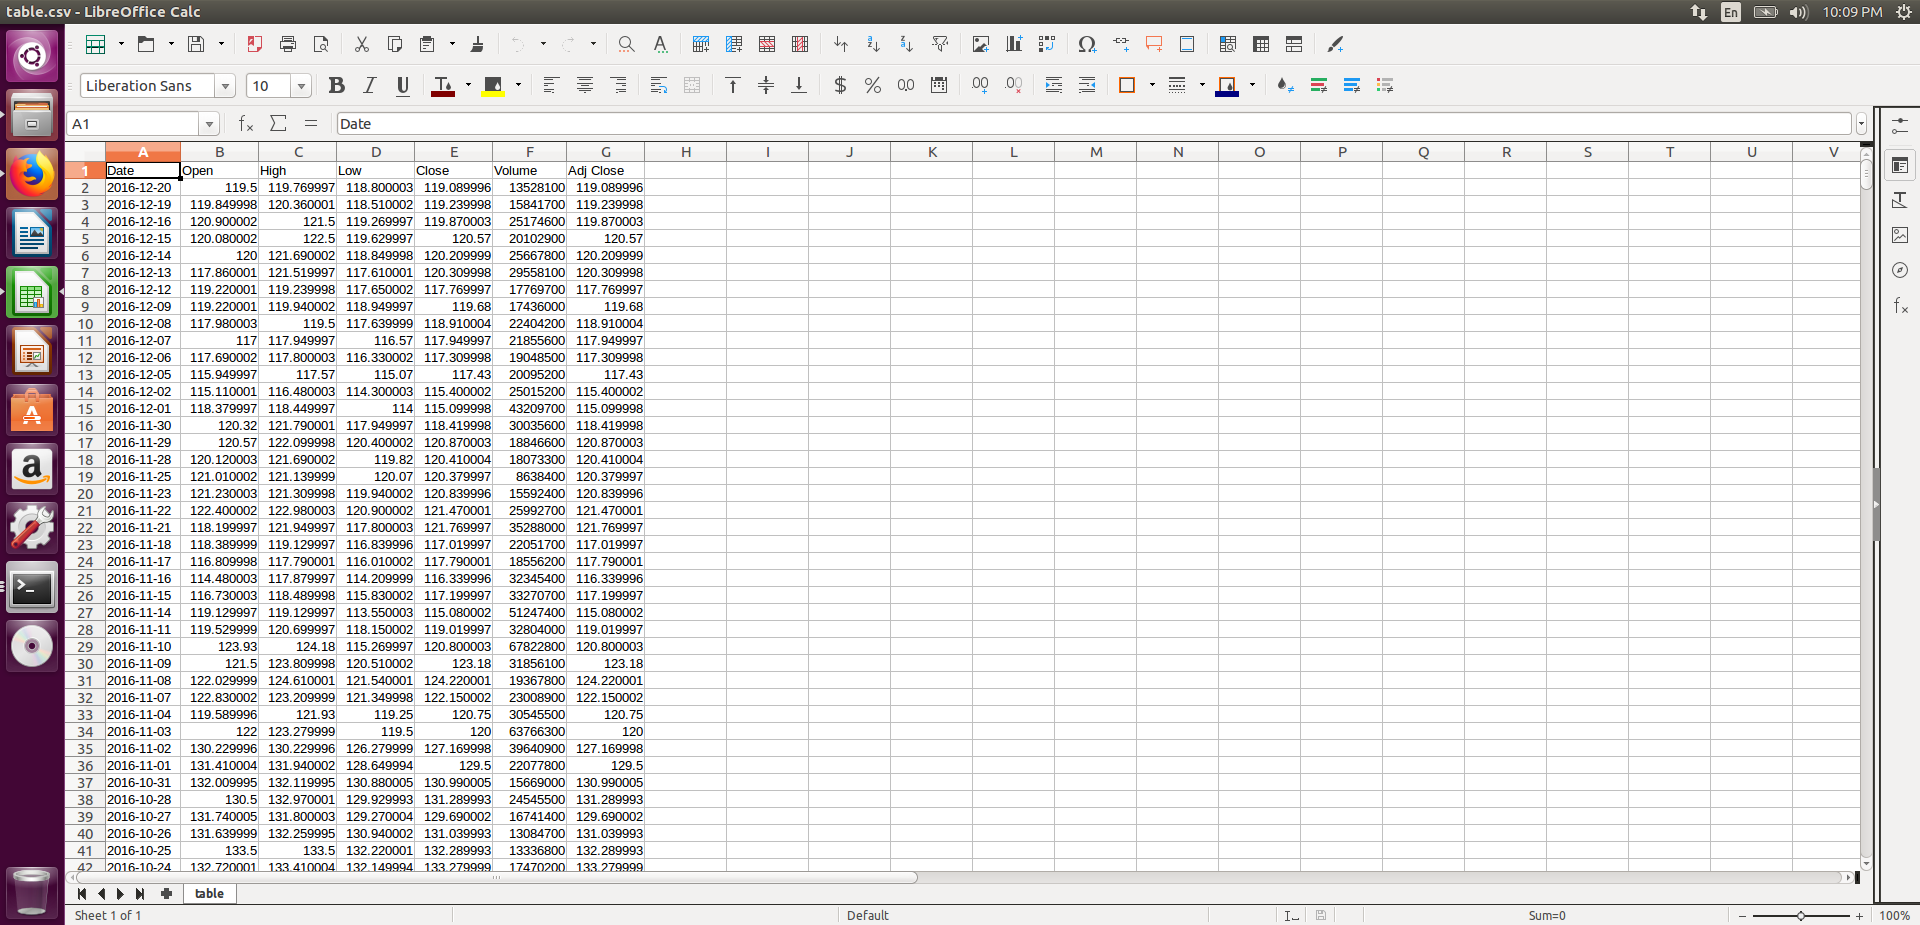 table.csv - LibreOffice Calc
En
10:09 PM
Liberation Sans 10
A1 Date
A B C D E F G H I J K L M N O P Q R S T U V
1 Date Open High Low Close Volume Adj Close
2 2016-12-20 119.5 119.769997 118.800003 119.089996 13528100 119.089996
3 2016-12-19 119.849998 120.360001 118.510002 119.239998 15841700 119.239998
4 2016-12-16 120.900002 121.5 119.269997 119.870003 25174600 119.870003
5 2016-12-15 120.080002 122.5 119.629997 120.57 20102900 120.57
6 2016-12-14 120 121.690002 118.849998 120.209999 25667800 120.209999
7 2016-12-13 117.860001 121.519997 117.610001 120.309998 29558100 120.309998
8 2016-12-12 119.220001 119.239998 117.650002 117.769997 17769700 117.769997
9 2016-12-09 119.220001 119.940002 118.949997 119.68 17436000 119.68
10 2016-12-08 117.980003 119.5 117.639999 118.910004 22404200 118.910004
11 2016-12-07 117 117.949997 116.57 117.949997 21855600 117.949997
12 2016-12-06 117.690002 117.800003 116.330002 117.309998 19048500 117.309998
13 2016-12-05 115.949997 117.57 115.07 117.43 20095200 117.43
14 2016-12-02 115.110001 116.480003 114.300003 115.400002 25015200 115.400002
15 2016-12-01 118.379997 118.449997 114 115.099998 43209700 115.099998
16 2016-11-30 120.32 121.790001 117.949997 118.419998 30035600 118.419998
17 2016-11-29 120.57 122.099998 120.400002 120.870003 18846600 120.870003
18 2016-11-28 120.120003 121.690002 119.82 120.410004 18073300 120.410004
19 2016-11-25 121.010002 121.139999 120.07 120.379997 8638400 120.379997
20 2016-11-23 121.230003 121.309998 119.940002 120.839996 15592400 120.839996
21 2016-11-22 122.400002 122.980003 120.900002 121.470001 25992700 121.470001
22 2016-11-21 118.199997 121.949997 117.800003 121.769997 35288000 121.769997
23 2016-11-18 118.389999 119.129997 116.839996 117.019997 22051700 117.019997
24 2016-11-17 116.809998 117.790001 116.010002 117.790001 18556200 117.790001
25 2016-11-16 114.480003 117.879997 114.209999 116.339996 32345400 116.339996
26 2016-11-15 116.730003 118.489998 115.830002 117.199997 33270700 117.199997
27 2016-11-14 119.129997 119.129997 113.550003 115.080002 51247400 115.080002
28 2016-11-11 119.529999 120.699997 118.150002 119.019997 32804000 119.019997
29 2016-11-10 123.93 124.18 115.269997 120.800003 67822800 120.800003
30 2016-11-09 121.5 123.809998 120.510002 123.18 31856100 123.18
31 2016-11-08 122.029999 124.610001 121.540001 124.220001 19367800 124.220001
32 2016-11-07 122.830002 123.209999 121.349998 122.150002 23008900 122.150002
33 2016-11-04 119.589996 121.93 119.25 120.75 30545500 120.75
34 2016-11-03 122 123.279999 119.5 120 63766300 120
35 2016-11-02 130.229996 130.229996 126.279999 127.169998 39640900 127.169998
36 2016-11-01 131.410004 131.940002 128.649994 129.5 22077800 129.5
37 2016-10-31 132.009995 132.119995 130.880005 130.990005 15669000 130.990005
38 2016-10-28 130.5 132.970001 129.929993 131.289993 24545500 131.289993
39 2016-10-27 131.740005 131.800003 129.270004 129.690002 16741400 129.690002
40 2016-10-26 131.639999 132.259995 130.940002 131.039993 13084700 131.039993
41 2016-10-25 133.5 133.5 132.220001 132.289993 13336800 132.289993
42 2016-10-24 132.720001 133.410004 132.149994 133.279999 17470200 133.279999
table
Sheet 1 of 1 Default Sum=0 100%